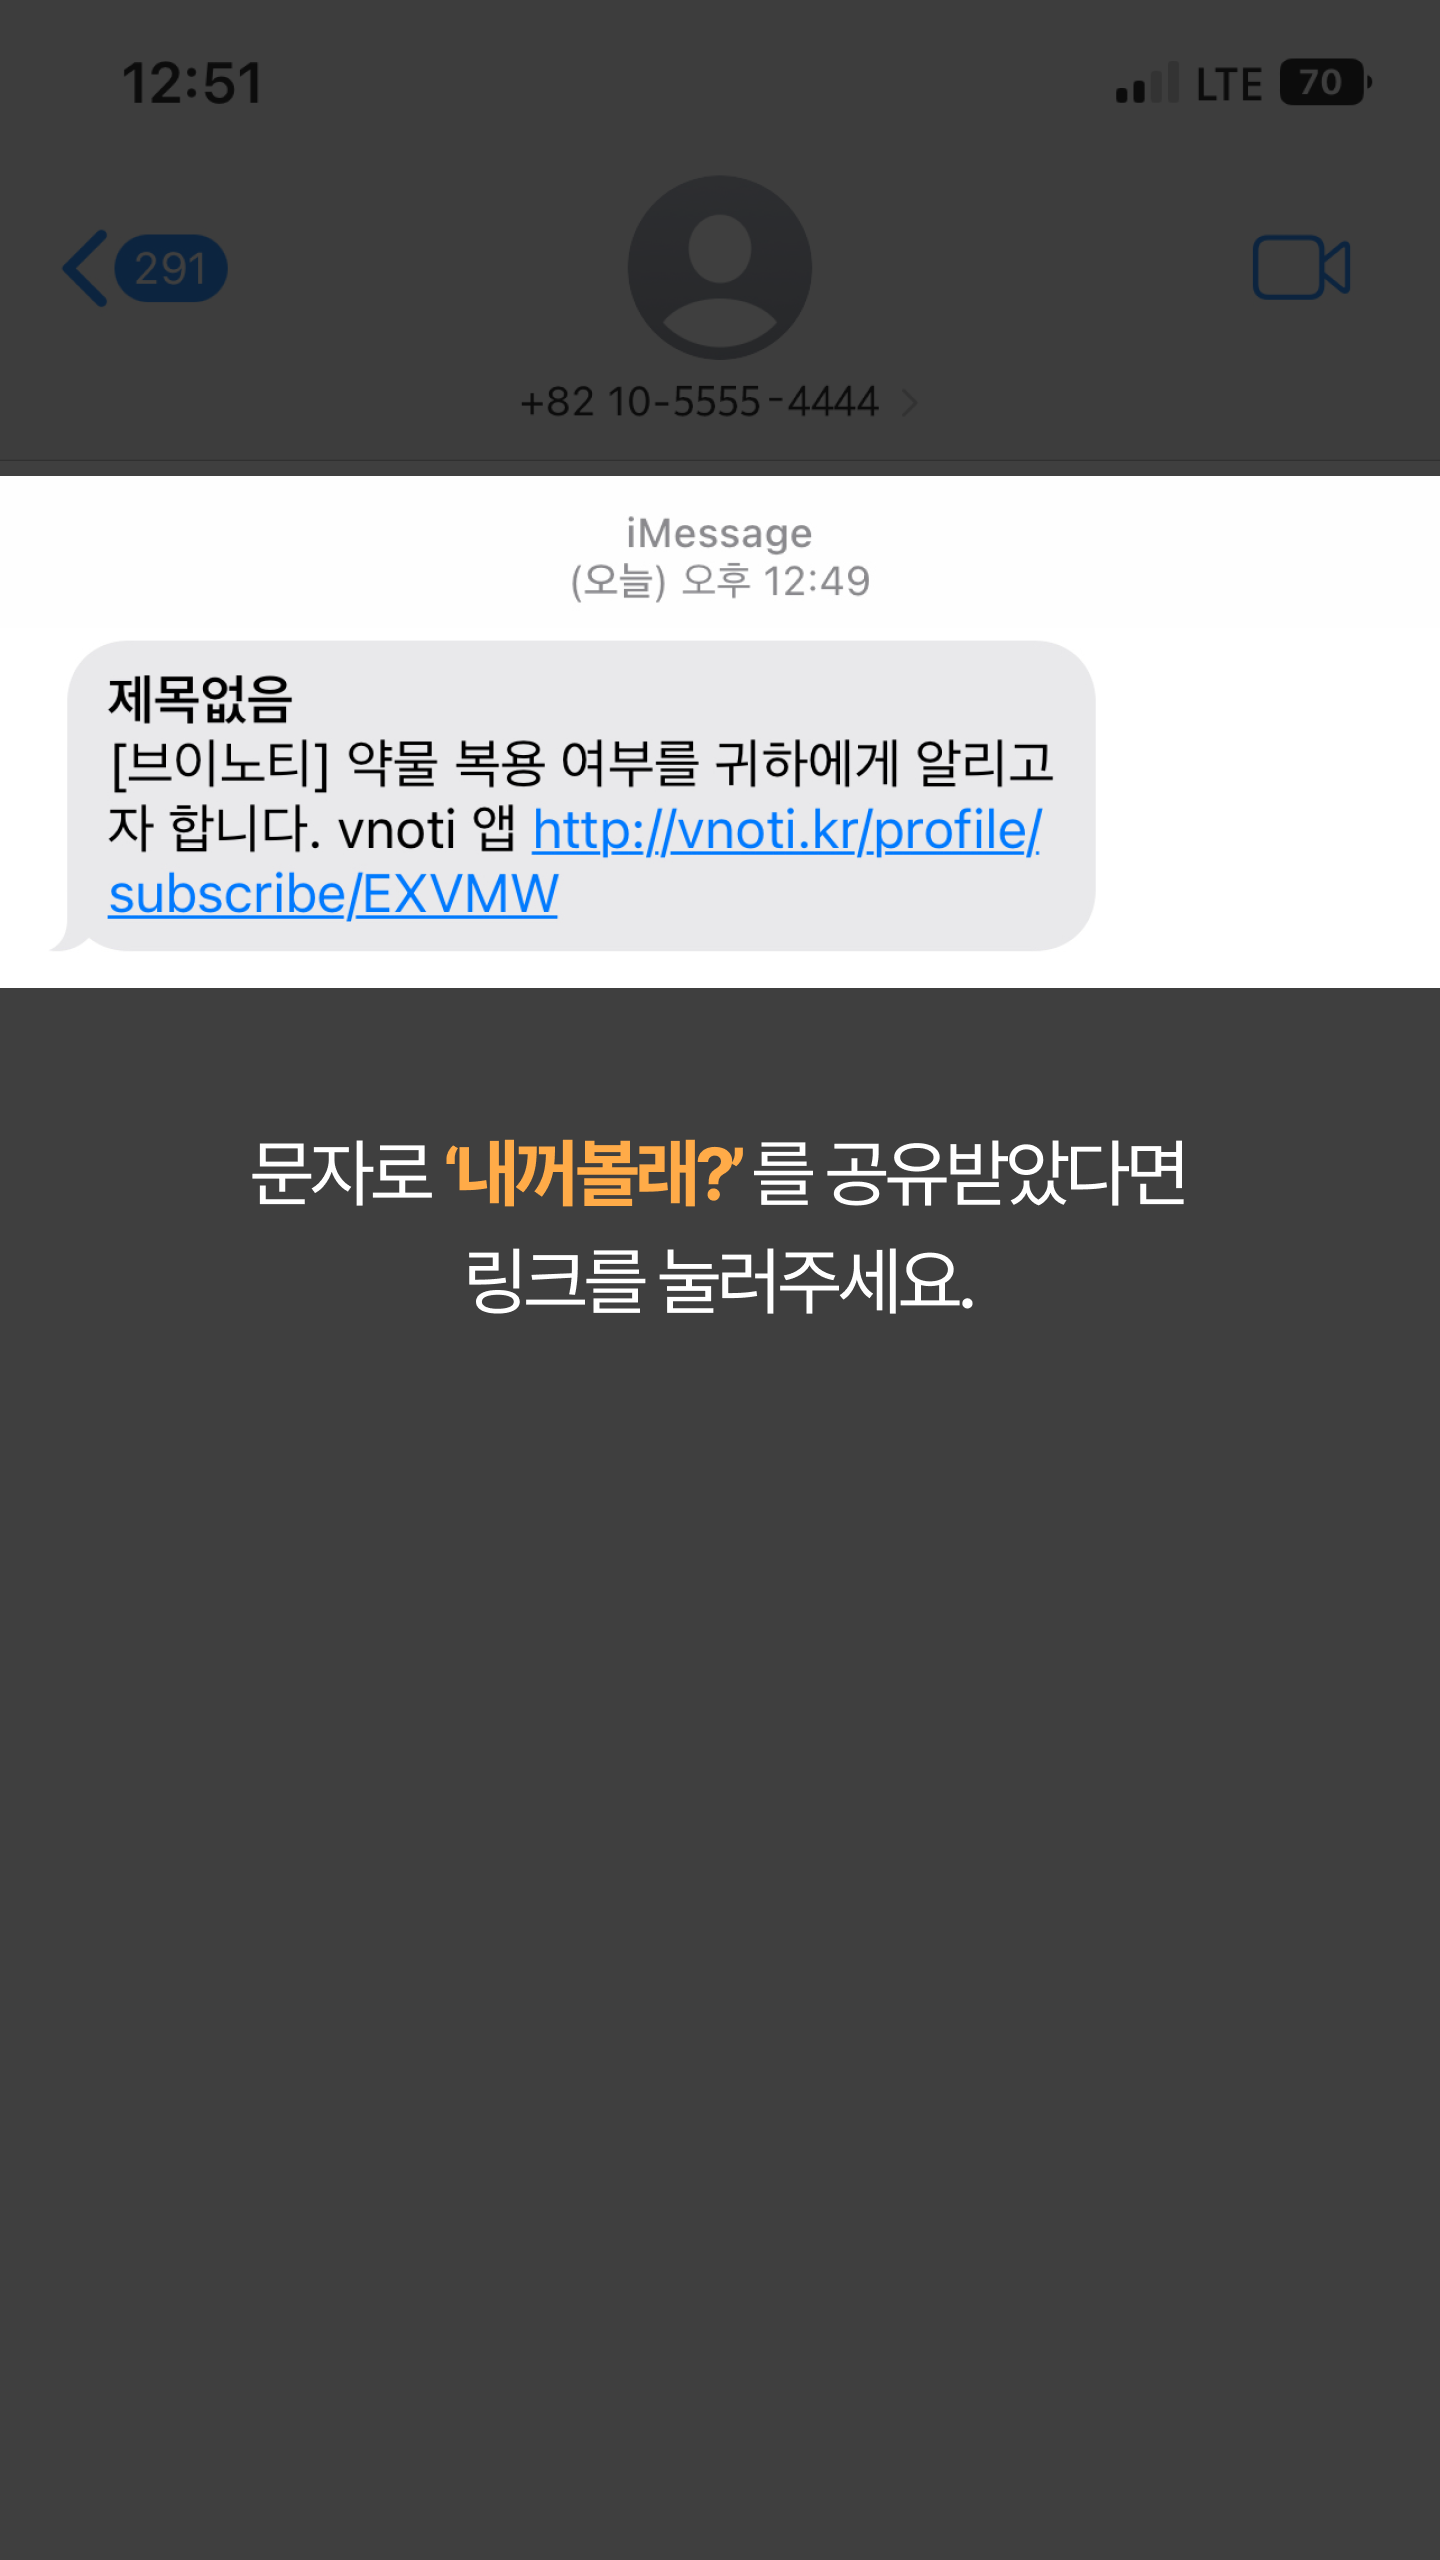 12:51
LTE 70
291
+82 10-5555-4444
iMessage
(오늘) 오후 12:49
제목없음
[브이노티] 약물 복용 여부를 귀하에게 알리고
자 합니다. vnoti 앱 http://vnoti.kr/profile/
subscribe/EXVMW
문자로 ‘내꺼볼래?’ 를 공유받았다면
링크를 눌러주세요.